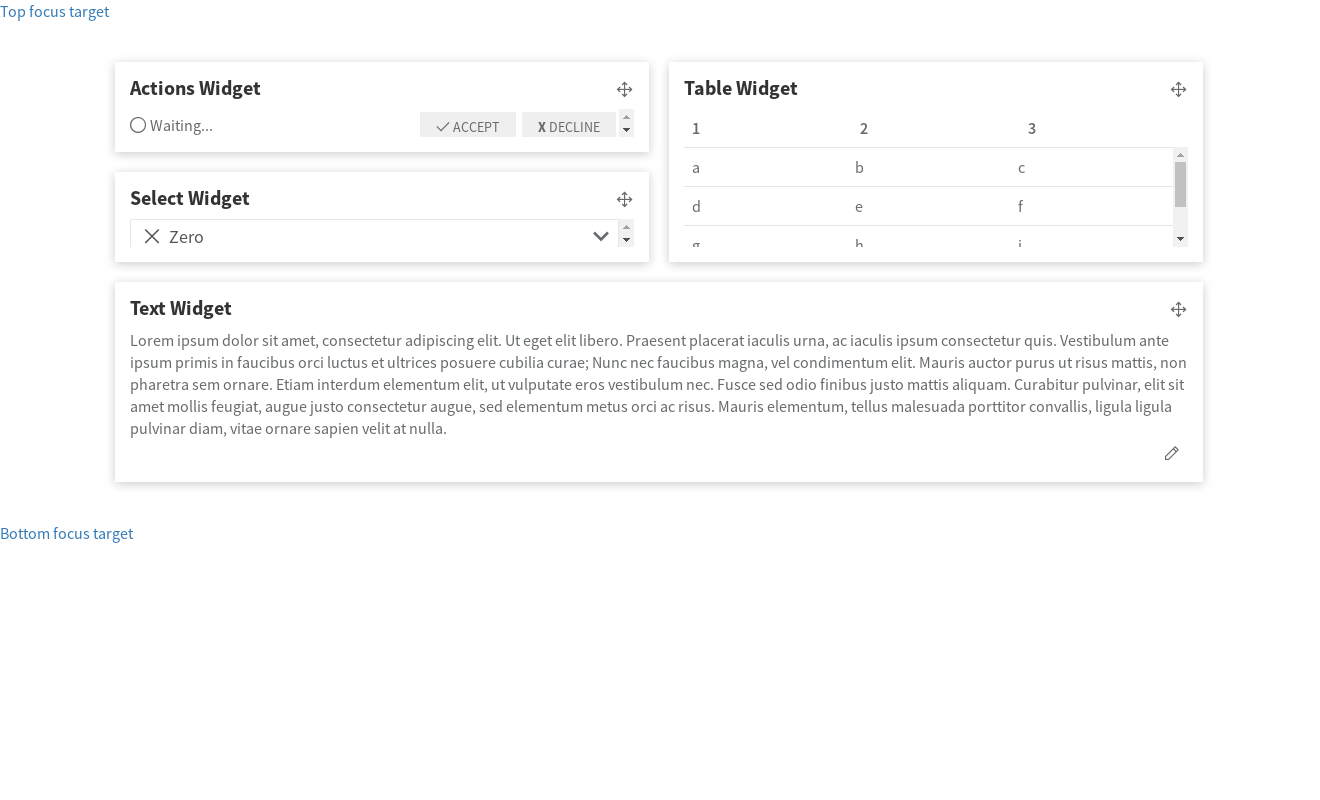 Top focus target
Actions Widget
Waiting...
ACCEPT
X DECLINE
Select Widget
Zero
Table Widget
1 2 3
a b c
d e f
g h i
Text Widget
Lorem ipsum dolor sit amet, consectetur adipiscing elit. Ut eget elit libero. Praesent placerat iaculis urna, ac iaculis ipsum consectetur quis. Vestibulum ante
ipsum primis in faucibus orci luctus et ultrices posuere cubilia curae; Nunc nec faucibus magna, vel condimentum elit. Mauris auctor purus ut risus mattis, non
pharetra sem ornare. Etiam interdum elementum elit, ut vulputate eros vestibulum nec. Fusce sed odio finibus justo mattis aliquam. Curabitur pulvinar, elit sit
amet mollis feugiat, augue justo consectetur augue, sed elementum metus orci ac risus. Mauris elementum, tellus malesuada porttitor convallis, ligula ligula
pulvinar diam, vitae ornare sapien velit at nulla.
Bottom focus target